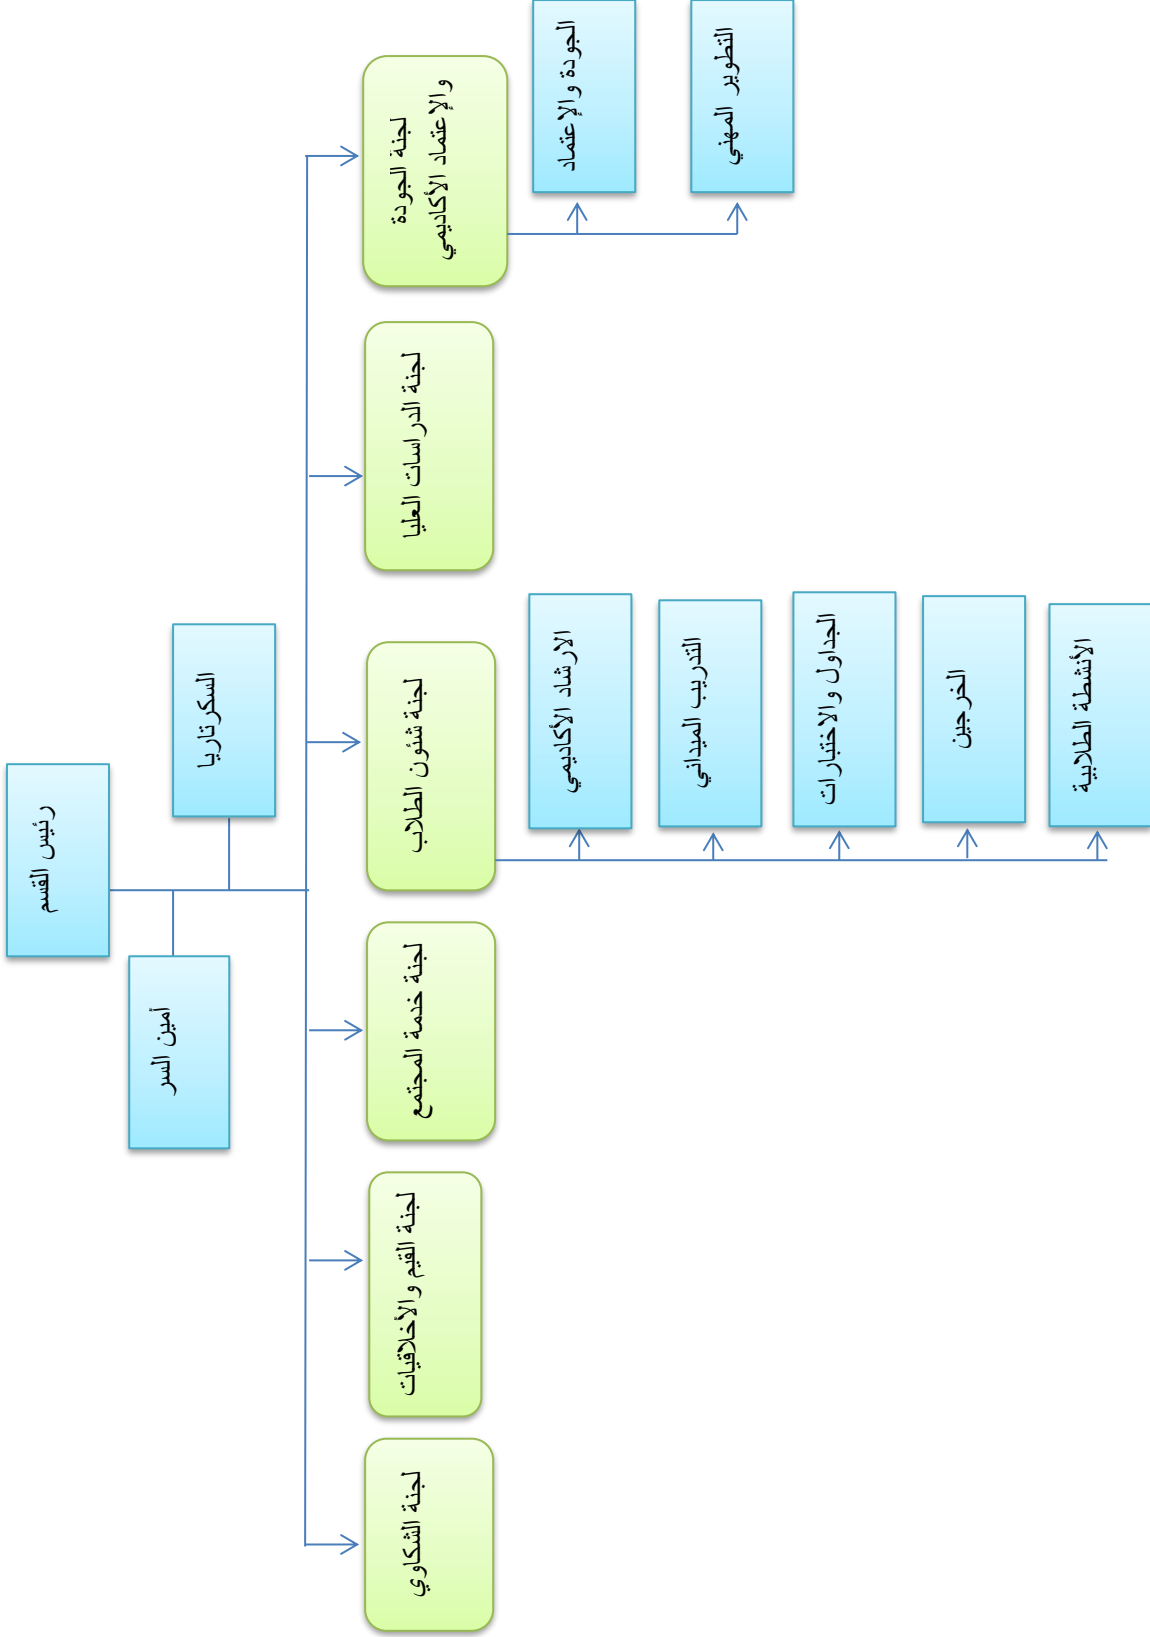 رئيس القسم
السكرتاريا
أمين السر
لجنة الجودة
والإعتماد الأكاديمي
لجنة الدراسات العليا
لجنة شئون الطلاب
لجنة خدمة المجتمع
لجنة القيم والأخلاقيات
لجنة الشكاوي
الجودة والإعتماد
التطوير المهني
الارشاد الأكاديمي
التدريب الميداني
الجداول والاختبارات
الخرجين
الأنشطة الطلابية